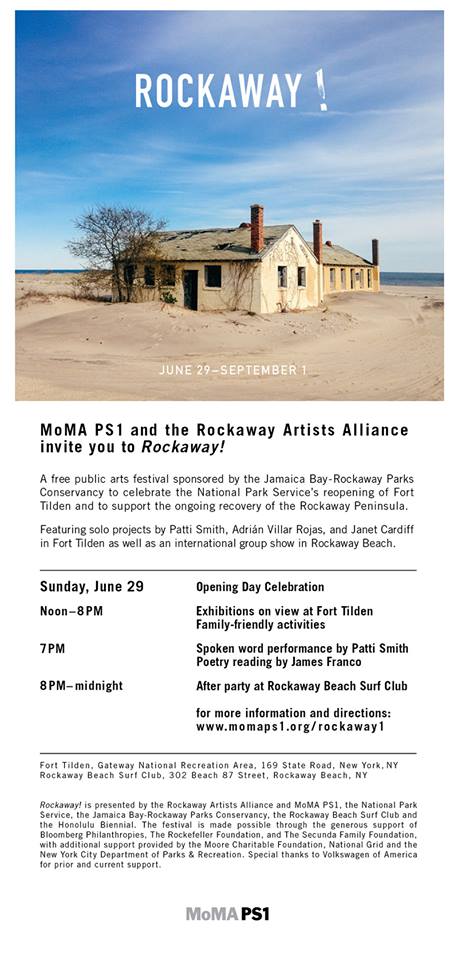 ROCKAWAY !
JUNE 29–SEPTEMBER 1
MoMA PS1 and the Rockaway Artists Alliance
invite you to Rockaway!
A free public arts festival sponsored by the Jamaica Bay-Rockaway Parks
Conservancy to celebrate the National Park Service's reopening of Fort
Tilden and to support the ongoing recovery of the Rockaway Peninsula.
Featuring solo projects by Patti Smith, Adrián Villar Rojas, and Janet Cardiff
in Fort Tilden as well as an international group show in Rockaway Beach.
Sunday, June 29 Opening Day Celebration
Noon–8PM Exhibitions on view at Fort Tilden
Family-friendly activities
7PM Spoken word performance by Patti Smith
Poetry reading by James Franco
8PM–midnight After party at Rockaway Beach Surf Club
for more information and directions:
www.momaps1.org/rockaway1
Fort Tilden, Gateway National Recreation Area, 169 State Road, New York, NY
Rockaway Beach Surf Club, 302 Beach 87 Street, Rockaway Beach, NY
Rockaway! is presented by the Rockaway Artists Alliance and MoMA PS1, the National Park
Service, the Jamaica Bay-Rockaway Parks Conservancy, the Rockaway Beach Surf Club and
the Honolulu Biennial. The festival is made possible through the generous support of
Bloomberg Philanthropies, The Rockefeller Foundation, and The Secunda Family Foundation,
with additional support provided by the Moore Charitable Foundation, National Grid and the
New York City Department of Parks & Recreation. Special thanks to Volkswagen of America
for prior and current support.
MoMA PS1